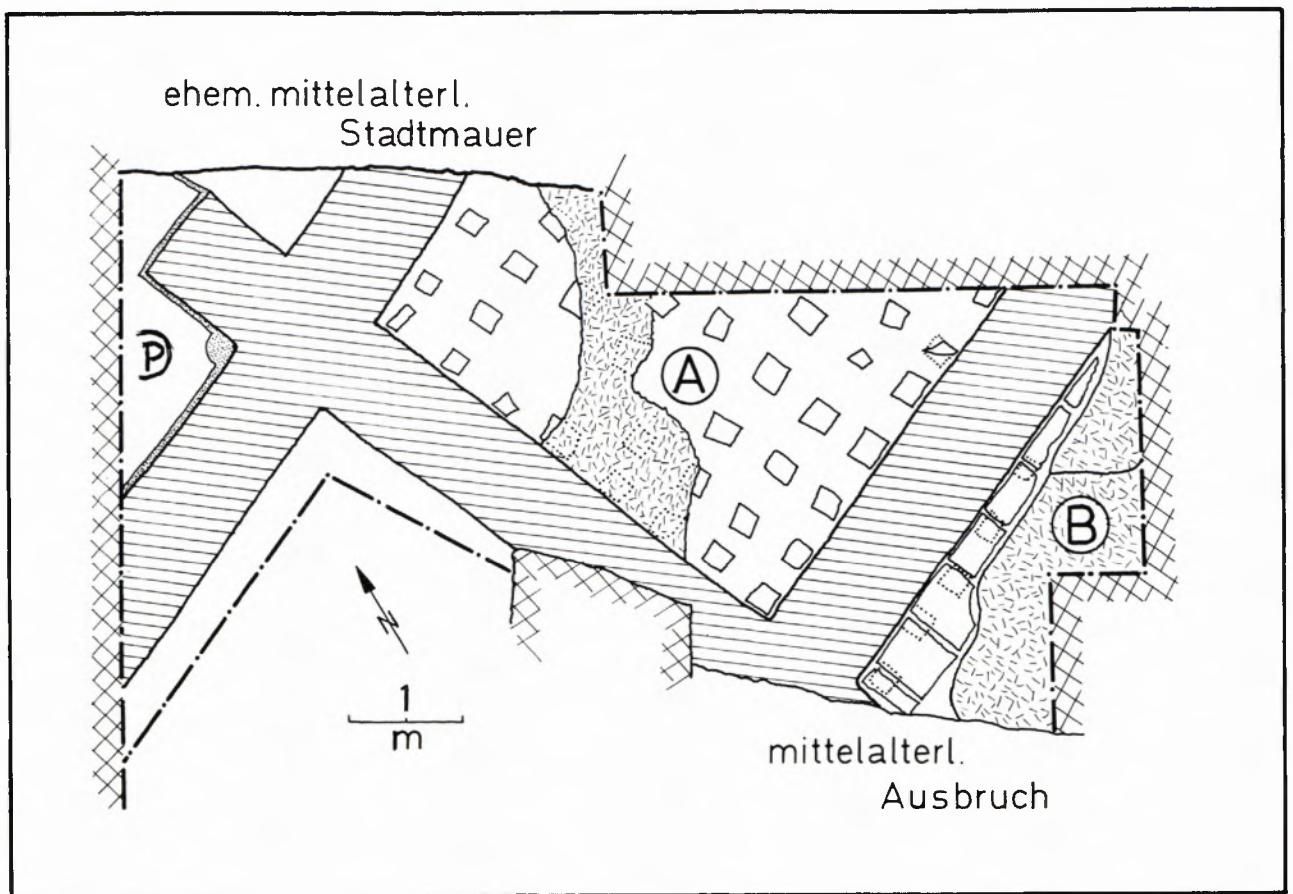 ehem. mittelalterl.
Stadtmauer
P
A
B
N
1
m
mittelalterl.
Ausbruch